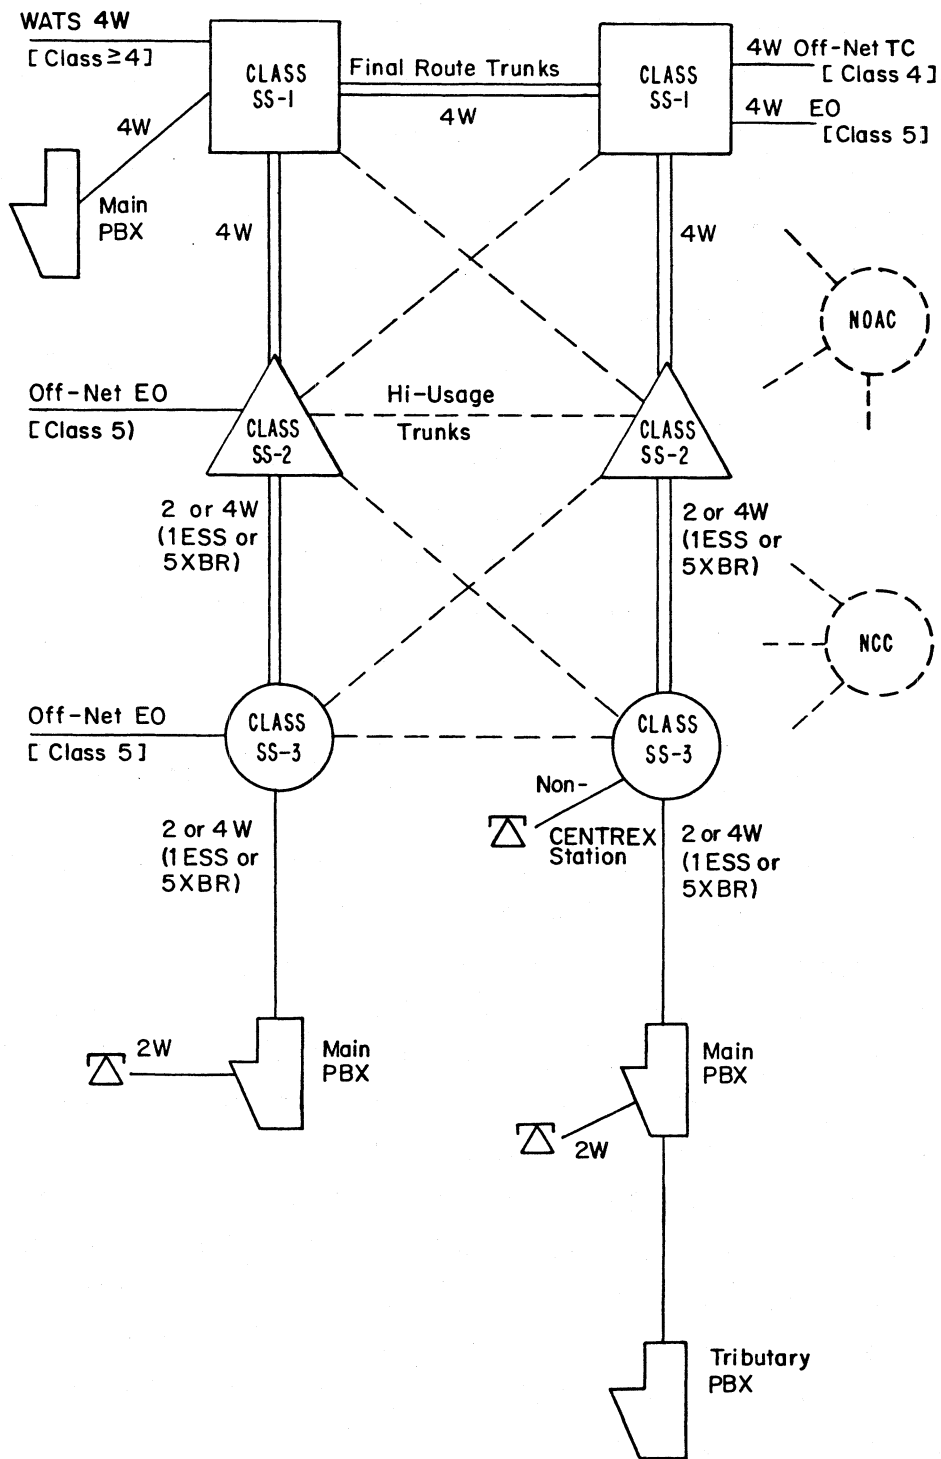 WATS 4W
[Class ≥ 4]
CLASS
SS-1
Final Route Trunks
4W
CLASS
SS-1
4W Off-Net TC
[Class 4]
4W EO
[Class 5]
4W
Main
PBX
4W
4W
NOAC
Off-Net EO
[Class 5)
CLASS
SS-2
Hi-Usage
Trunks
CLASS
SS-2
2 or 4W
(1ESS or
5XBR)
2 or 4W
(1ESS or
5XBR)
NCC
Off-Net EO
[Class 5]
CLASS
SS-3
CLASS
SS-3
Non-
CENTREX
Station
2 or 4W
(1ESS or
5XBR)
2 or 4W
(1ESS or
5XBR)
2W
Main
PBX
Main
PBX
2W
Tributary
PBX